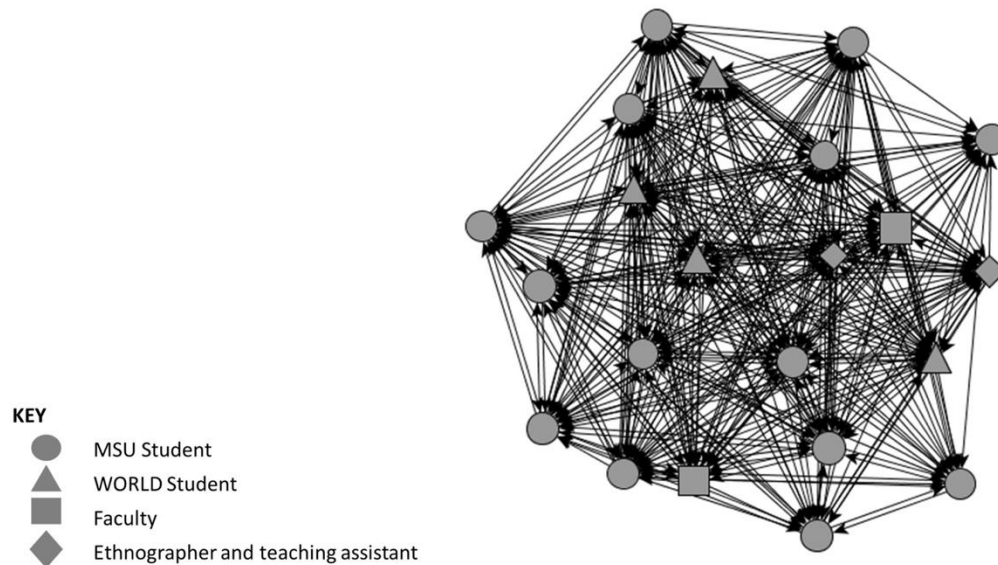 KEY
MSU Student
WORLD Student
Faculty
Ethnographer and teaching assistant